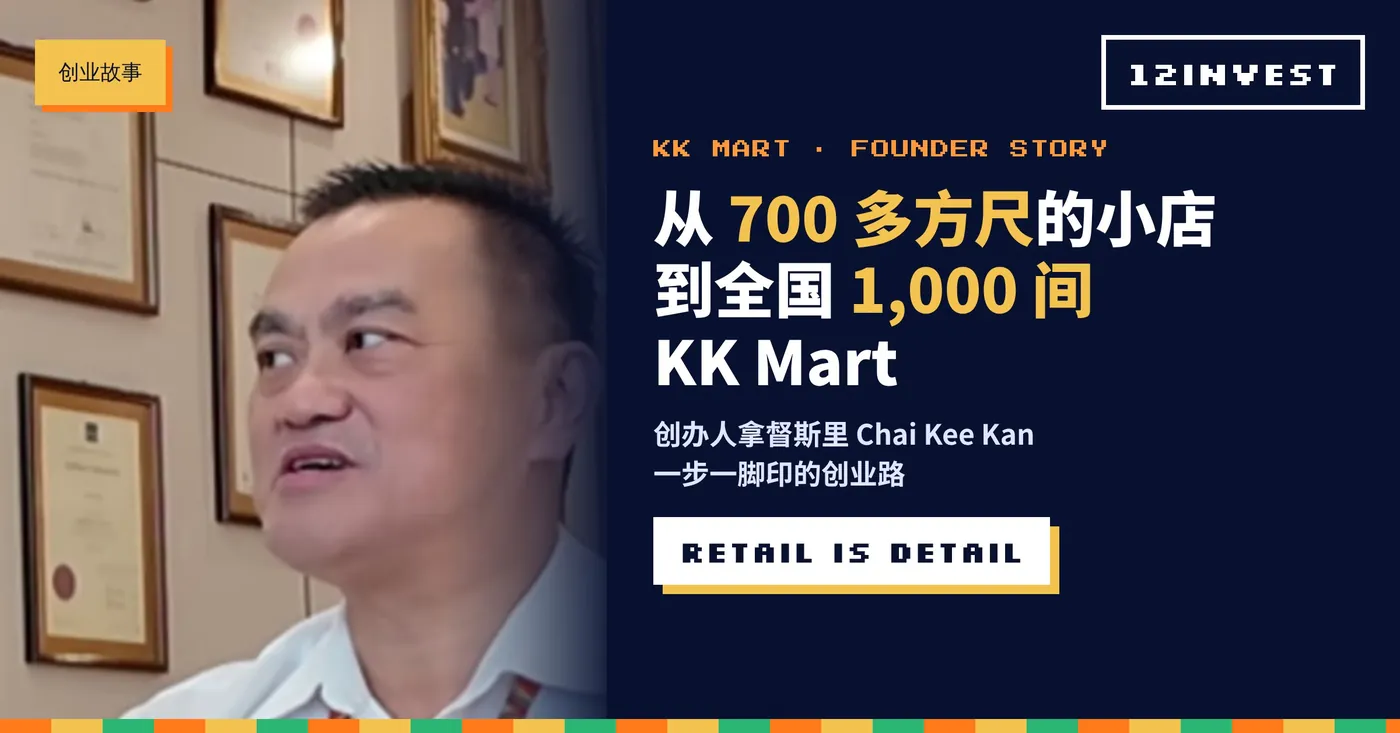 创业故事
12INVEST
KK MART · FOUNDER STORY
从 700 多方尺的小店
到全国 1,000 间
KK Mart
创办人拿督斯里 Chai Kee Kan
一步一脚印的创业路
RETAIL IS DETAIL